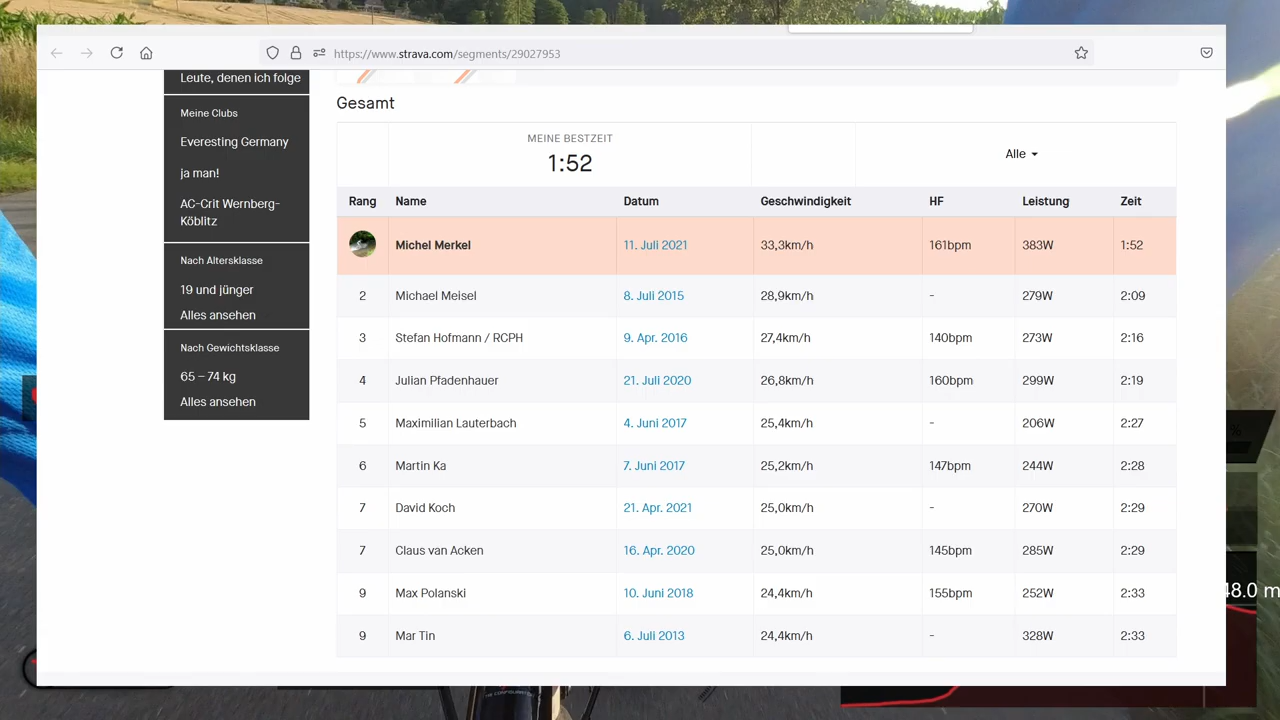 https://www.strava.com/segments/29027953
Leute, denen ich folge
Meine Clubs
Everesting Germany
ja man!
AC-Crit Wernberg-
Köblitz
Nach Altersklasse
19 und jünger
Alles ansehen
Nach Gewichtsklasse
65 – 74 kg
Alles ansehen
Gesamt
MEINE BESTZEIT
1:52
Alle
Rang Name Datum Geschwindigkeit HF Leistung Zeit
Michel Merkel 11. Juli 2021 33,3km/h 161bpm 383W 1:52
2 Michael Meisel 8. Juli 2015 28,9km/h - 279W 2:09
3 Stefan Hofmann / RCPH 9. Apr. 2016 27,4km/h 140bpm 273W 2:16
4 Julian Pfadenhauer 21. Juli 2020 26,8km/h 160bpm 299W 2:19
5 Maximilian Lauterbach 4. Juni 2017 25,4km/h - 206W 2:27
6 Martin Ka 7. Juni 2017 25,2km/h 147bpm 244W 2:28
7 David Koch 21. Apr. 2021 25,0km/h - 270W 2:29
7 Claus van Acken 16. Apr. 2020 25,0km/h 145bpm 285W 2:29
9 Max Polanski 10. Juni 2018 24,4km/h 155bpm 252W 2:33
9 Mar Tin 6. Juli 2013 24,4km/h - 328W 2:33
%
48.0 m